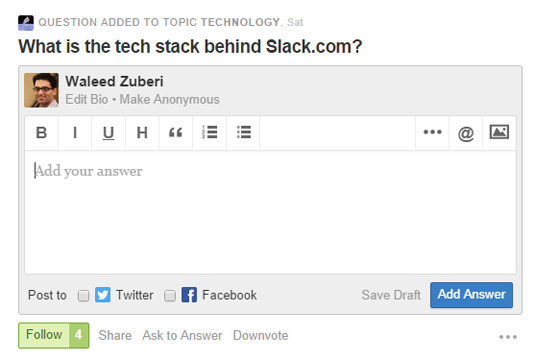 QUESTION ADDED TO TOPIC TECHNOLOGY. Sat
What is the tech stack behind Slack.com?
Waleed Zuberi
Edit Bio • Make Anonymous
B I U H
@
Add your answer
Post to Twitter Facebook Save Draft Add Answer
Follow 4 Share Ask to Answer Downvote